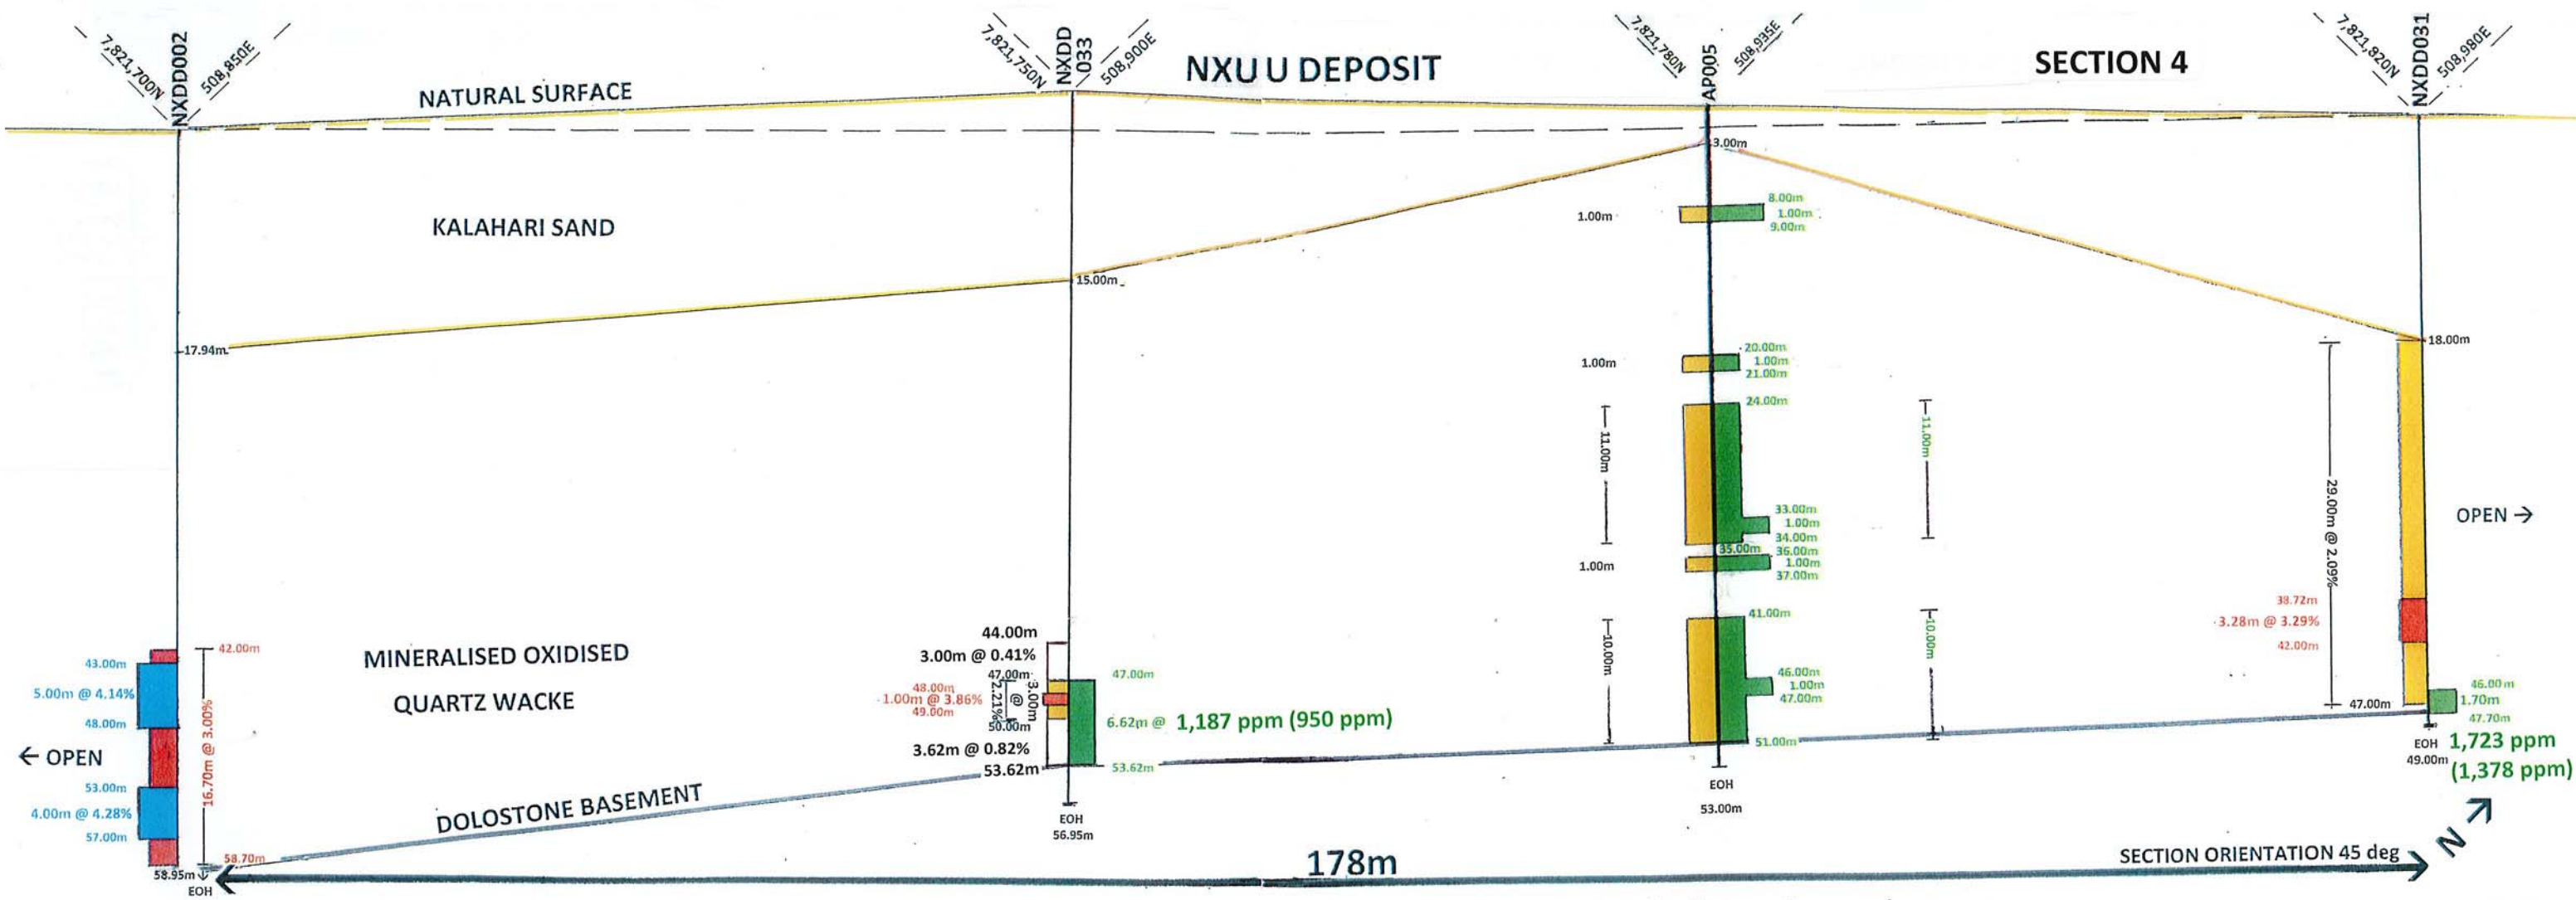 7,821,700N
NXDD002
508,850E
7,821,750N
NXDD
033
508,900E
NXUU DEPOSIT
7,821,780N
AP005
508,935E
SECTION 4
7,821,820N
NXDD031
508,980E
NATURAL SURFACE
KALAHARI SAND
3.00m
15.00m
17.94m
18.00m
1.00m
8.00m
1.00m
9.00m
1.00m
20.00m
1.00m
21.00m
24.00m
11.00m
11.00m
33.00m
1.00m
34.00m
35.00m
36.00m
1.00m
1.00m
37.00m
41.00m
10.00m
10.00m
46.00m
1.00m
47.00m
51.00m
EOH
53.00m
29.00m @ 2.09%
OPEN →
38.72m
3.28m @ 3.29%
42.00m
46.00m
1.70m
47.00m
47.70m
EOH
49.00m
1,723 ppm
(1,378 ppm)
MINERALISED OXIDISED
QUARTZ WACKE
42.00m
43.00m
5.00m @ 4.14%
48.00m
← OPEN
16.70m @ 3.00%
53.00m
4.00m @ 4.28%
57.00m
58.70m
58.95m
EOH
44.00m
3.00m @ 0.41%
47.00m
48.00m
1.00m @ 3.86%
49.00m
3.00m
@
2.21%
50.00m
3.62m @ 0.82%
53.62m
47.00m
6.62m @ 1,187 ppm (950 ppm)
53.62m
EOH
56.95m
DOLOSTONE BASEMENT
178m
SECTION ORIENTATION 45 deg
N